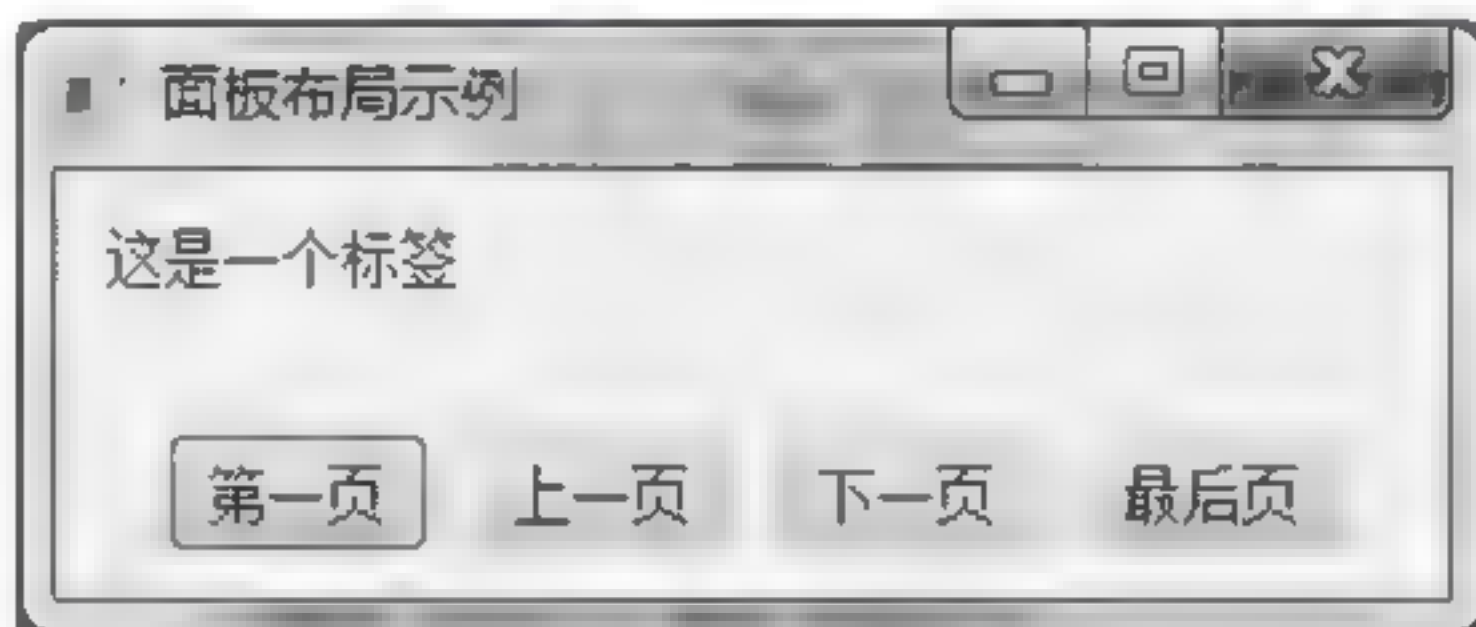 面板布局示例
这是一个标签
第一页 上一页 下一页 最后页